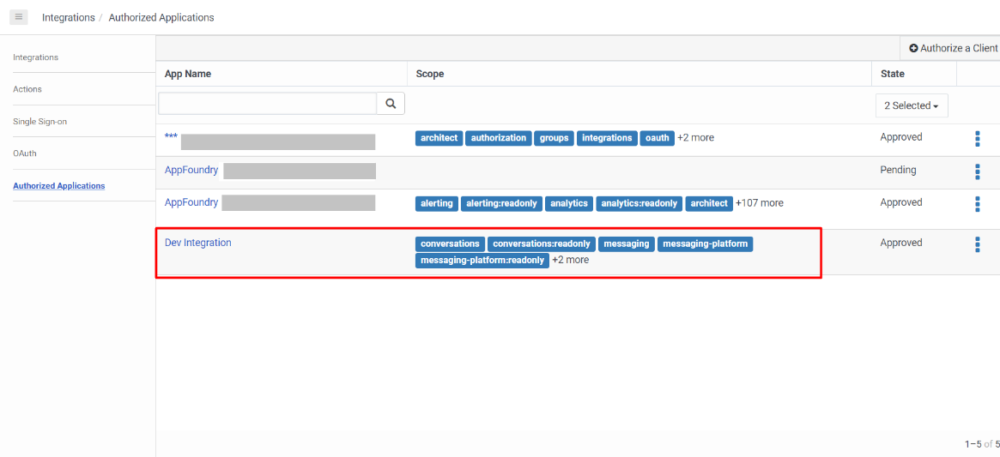 Integrations / Authorized Applications
Integrations
Actions
Single Sign-on
OAuth
Authorized Applications
Authorize a Client
App Name Scope State
2 Selected
*** architect authorization groups integrations oauth +2 more Approved
AppFoundry Pending
AppFoundry alerting alerting:readonly analytics analytics:readonly architect +107 more Approved
Dev Integration conversations conversations:readonly messaging messaging-platform Approved
messaging-platform:readonly +2 more
1–5 of 5